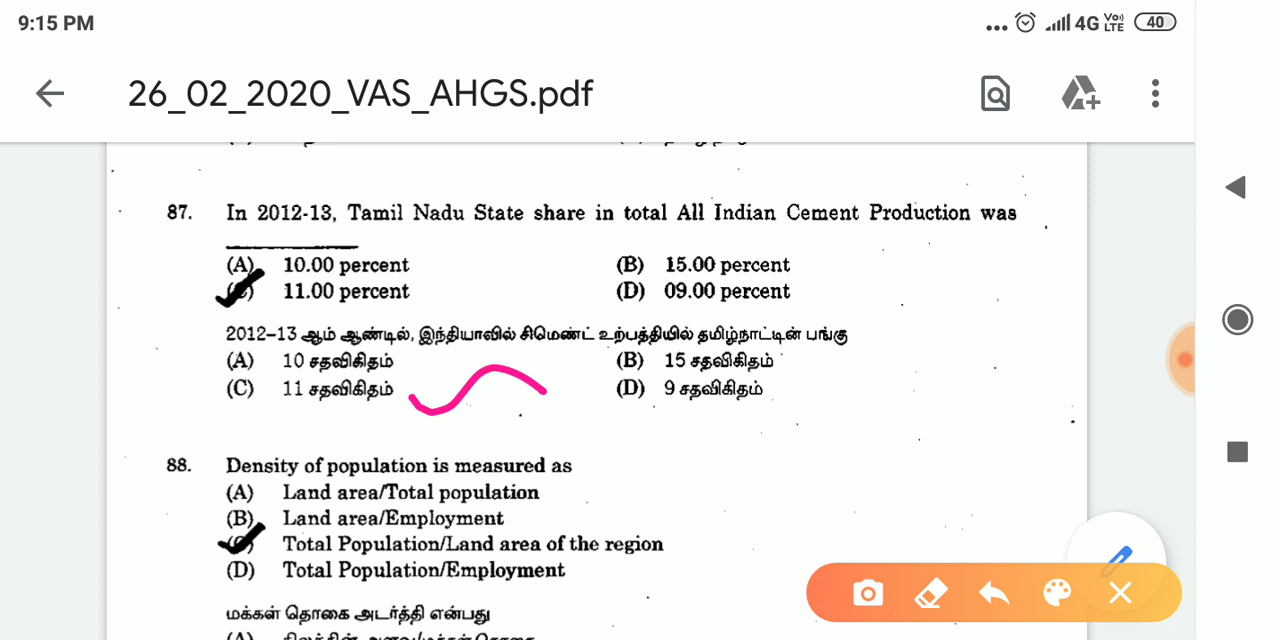 9:15 PM
4G Vo)) LTE 40
26_02_2020_VAS_AHGS.pdf
87. In 2012-13, Tamil Nadu State share in total All Indian Cement Production was
(A) 10.00 percent (B) 15.00 percent
(C) 11.00 percent (D) 09.00 percent
2012–13 ஆம் ஆண்டில், இந்தியாவில் சிமெண்ட் உற்பத்தியில் தமிழ்நாட்டின் பங்கு
(A) 10 சதவிகிதம் (B) 15 சதவிகிதம்
(C) 11 சதவிகிதம் (D) 9 சதவிகிதம்
88. Density of population is measured as
(A) Land area/Total population
(B) Land area/Employment
(C) Total Population/Land area of the region
(D) Total Population/Employment
மக்கள் தொகை அடர்த்தி என்பது